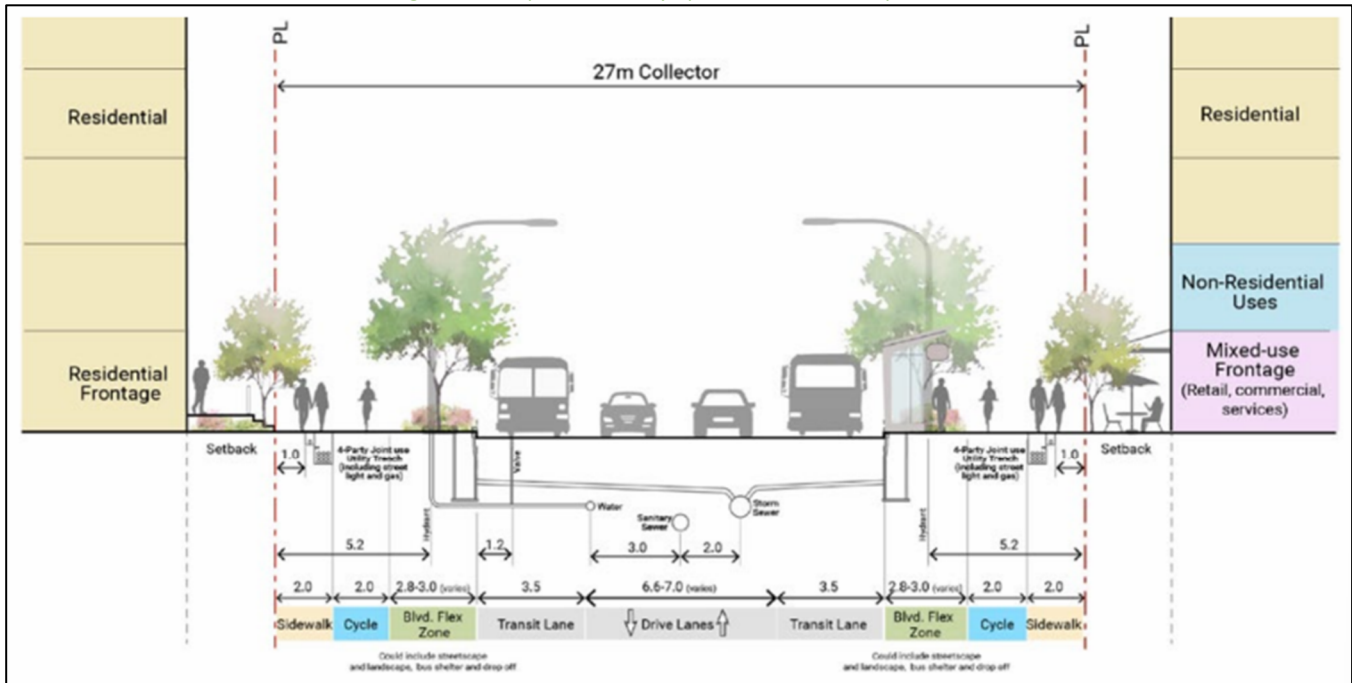 PL
PL
27m Collector
Residential
Residential
Non-Residential
Uses
Residential
Frontage
Mixed-use
Frontage
(Retail, commercial,
services)
Setback
1.0
4-Party Joint use
Utility Trench
(including street
light and gas)
Valve
4-Party Joint use
Utility Trench
(including street
light and gas)
1.0
Setback
Hydrant
Water
Sanitary
Sewer
Storm
Sewer
Hydrant
5.2
1.2
3.0
2.0
5.2
2.0
2.0
2.8-3.0 (varies)
3.5
6.6-7.0 (varies)
3.5
2.8-3.0 (varies)
2.0
2.0
Sidewalk
Cycle
Blvd. Flex
Zone
Transit Lane
Drive Lanes
Transit Lane
Blvd. Flex
Zone
Cycle
Sidewalk
Could include streetscape
and landscape, bus shelter and drop off
Could include streetscape
and landscape, bus shelter and drop off